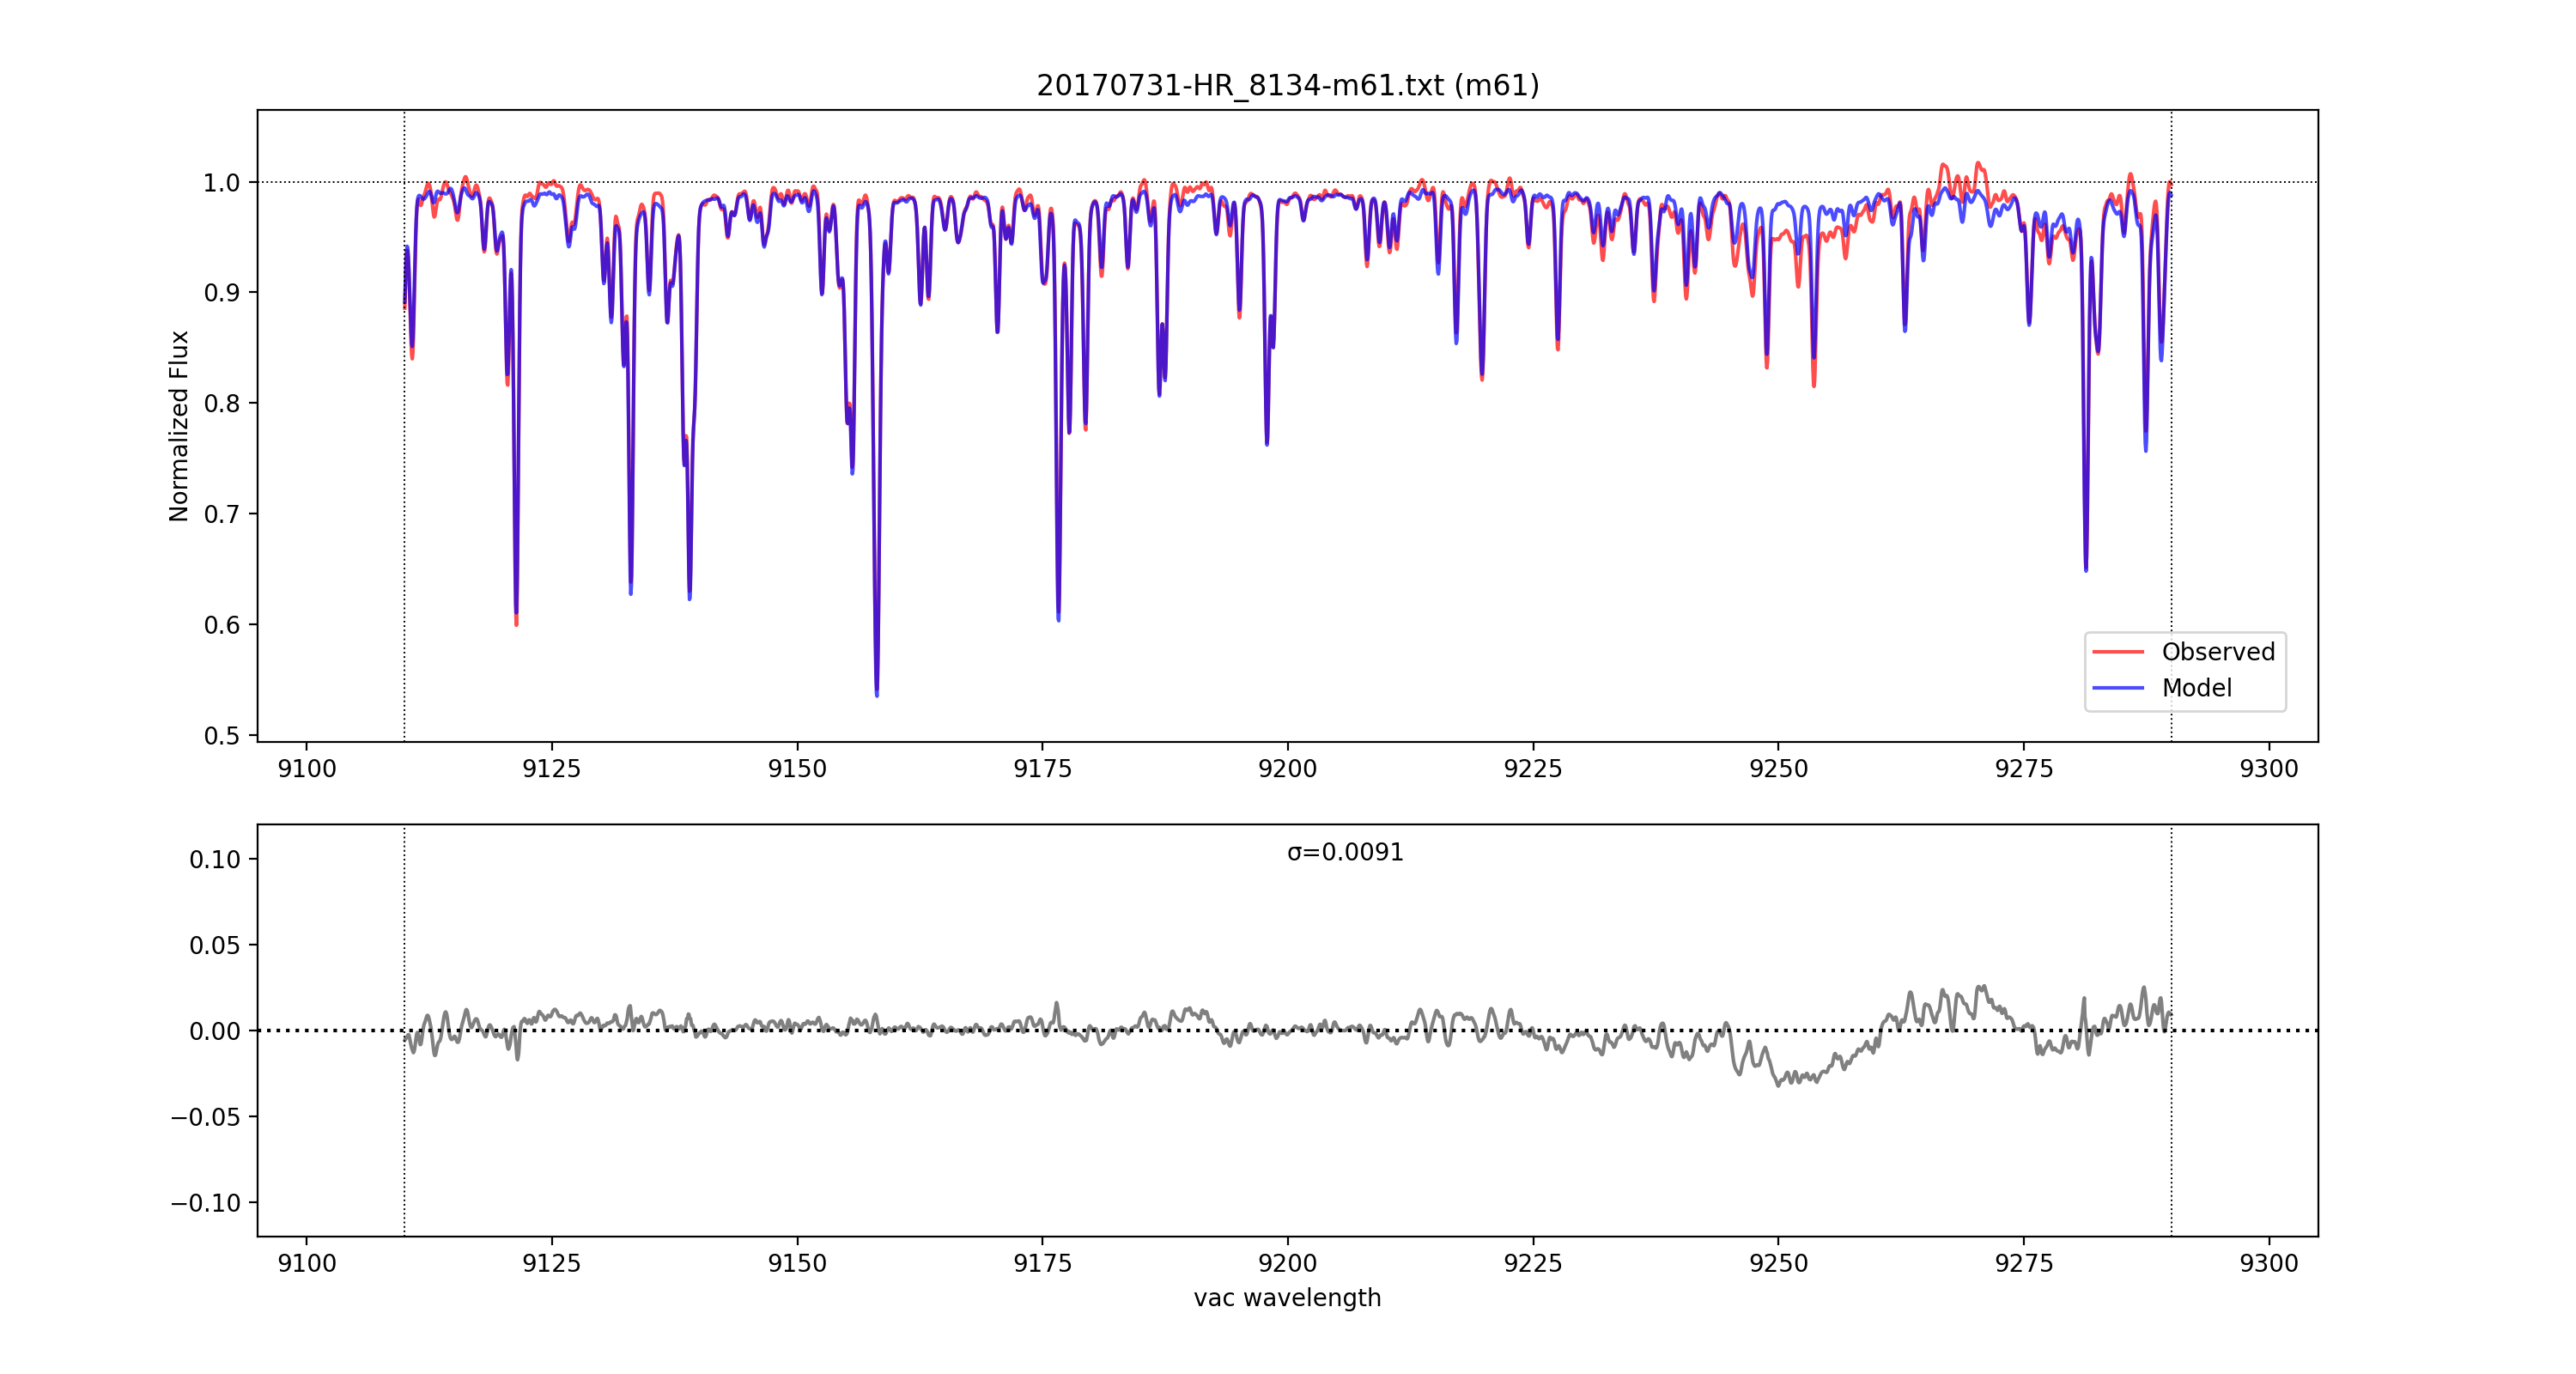 20170731-HR_8134-m61.txt (m61)
Normalized Flux
1.0
0.9
0.8
0.7
0.6
0.5
Observed
Model
9100 9125 9150 9175 9200 9225 9250 9275 9300
σ=0.0091
0.10
0.05
0.00
−0.05
−0.10
9100 9125 9150 9175 9200 9225 9250 9275 9300
vac wavelength